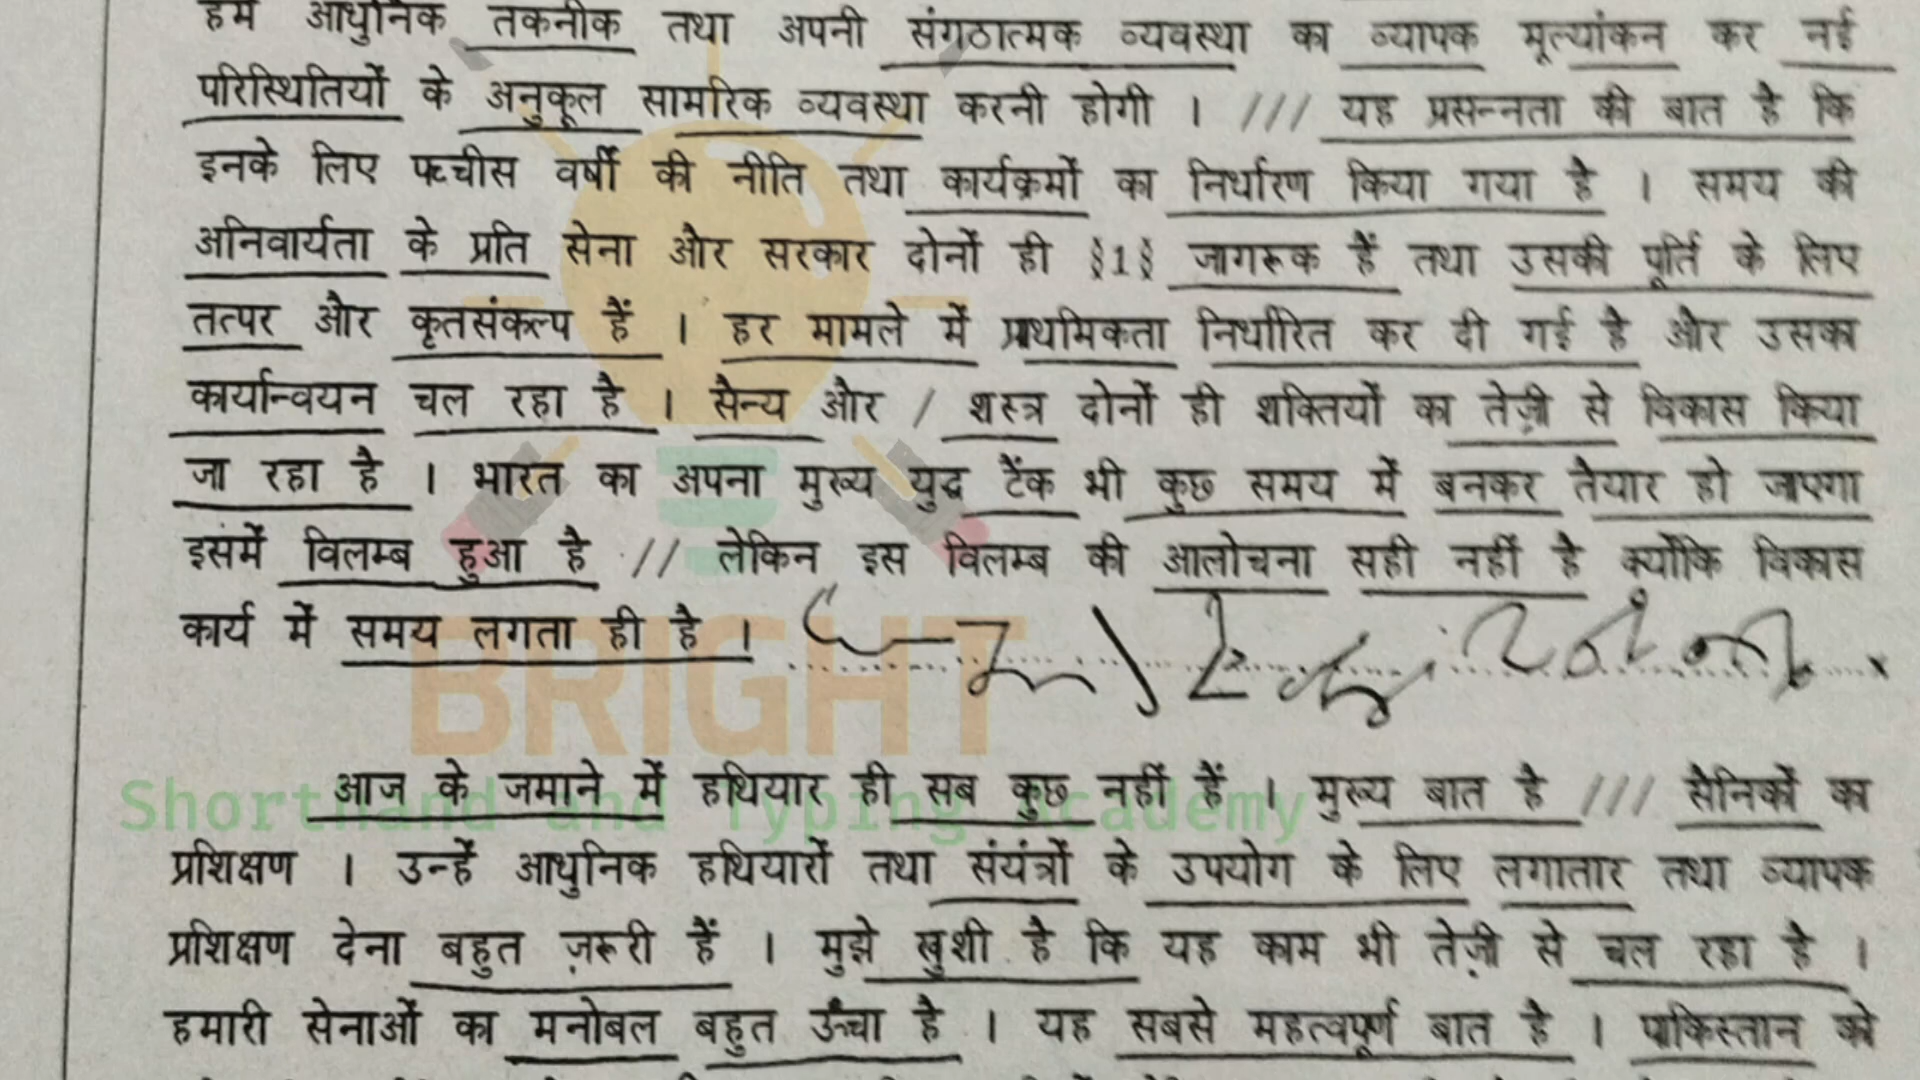 हमें आधुनिक तकनीक तथा अपनी संगठात्मक व्यवस्था का व्यापक मूल्यांकन कर नई
परिस्थितियों के अनुकूल सामरिक व्यवस्था करनी होगी । /// यह प्रसन्नता की बात है कि
इनके लिए पच्चीस वर्षों की नीति तथा कार्यक्रमों का निर्धारण किया गया है । समय की
अनिवार्यता के प्रति सेना और सरकार दोनों ही §1§ जागरूक हैं तथा उसकी पूर्ति के लिए
तत्पर और कृतसंकल्प हैं । हर मामले में प्राथमिकता निर्धारित कर दी गई है और उसका
कार्यान्वयन चल रहा है । सैन्य और / शस्त्र दोनों ही शक्तियों का तेज़ी से विकास किया
जा रहा है । भारत का अपना मुख्य युद्ध टैंक भी कुछ समय में बनकर तैयार हो जाएगा
इसमें विलम्ब हुआ है // लेकिन इस विलम्ब की आलोचना सही नहीं है क्योंकि विकास
कार्य में समय लगता ही है ।
BRIGHT
Shorthand and Typing Academy
आज के जमाने में हथियार ही सब कुछ नहीं हैं । मुख्य बात है /// सैनिकों का
प्रशिक्षण । उन्हें आधुनिक हथियारों तथा संयंत्रों के उपयोग के लिए लगातार तथा व्यापक
प्रशिक्षण देना बहुत ज़रूरी हैं । मुझे खुशी है कि यह काम भी तेज़ी से चल रहा है ।
हमारी सेनाओं का मनोबल बहुत ऊँचा है । यह सबसे महत्वपूर्ण बात है । पाकिस्तान को